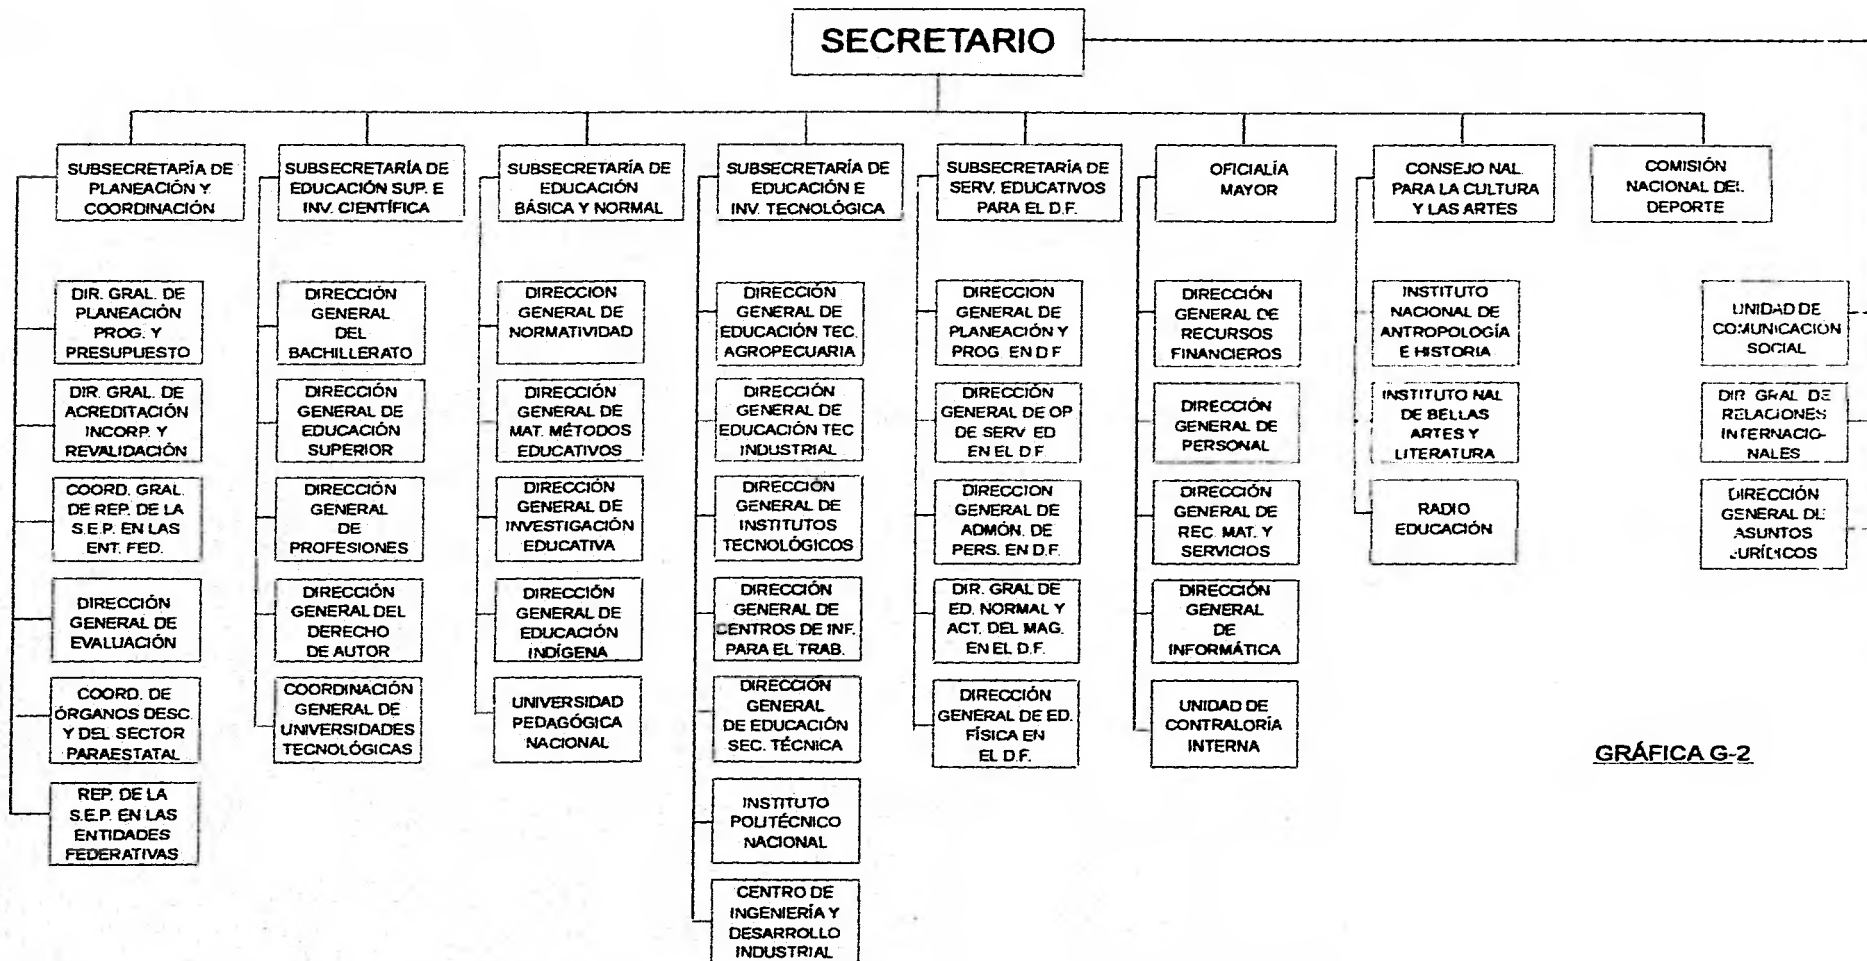 SECRETARIO
SUBSECRETARÍA DE
PLANEACIÓN Y
COORDINACIÓN
SUBSECRETARÍA DE
EDUCACIÓN SUP. E
INV. CIENTÍFICA
SUBSECRETARÍA DE
EDUCACIÓN
BÁSICA Y NORMAL
SUBSECRETARÍA DE
EDUCACIÓN E
INV. TECNOLÓGICA
SUBSECRETARÍA DE
SERV. EDUCATIVOS
PARA EL D.F.
OFICIALÍA
MAYOR
CONSEJO NAL.
PARA LA CULTURA
Y LAS ARTES
COMISIÓN
NACIONAL DEL
DEPORTE
DIR. GRAL. DE
PLANEACIÓN
PROG. Y
PRESUPUESTO
DIR. GRAL. DE
ACREDITACIÓN
INCORP. Y
REVALIDACIÓN
COORD. GRAL.
DE REP. DE LA
S.E.P. EN LAS
ENT. FED.
DIRECCIÓN
GENERAL DE
EVALUACIÓN
COORD. DE
ÓRGANOS DESC.
Y DEL SECTOR
PARAESTATAL
REP. DE LA
S.E.P. EN LAS
ENTIDADES
FEDERATIVAS
DIRECCIÓN
GENERAL
DEL
BACHILLERATO
DIRECCIÓN
GENERAL DE
EDUCACIÓN
SUPERIOR
DIRECCIÓN
GENERAL
DE
PROFESIONES
DIRECCIÓN
GENERAL DEL
DERECHO
DE AUTOR
COORDINACIÓN
GENERAL DE
UNIVERSIDADES
TECNOLÓGICAS
DIRECCION
GENERAL DE
NORMATIVIDAD
DIRECCIÓN
GENERAL DE
MAT. MÉTODOS
EDUCATIVOS
DIRECCIÓN
GENERAL DE
INVESTIGACIÓN
EDUCATIVA
DIRECCIÓN
GENERAL DE
EDUCACIÓN
INDÍGENA
UNIVERSIDAD
PEDAGÓGICA
NACIONAL
DIRECCIÓN
GENERAL DE
EDUCACIÓN TEC.
AGROPECUARIA
DIRECCIÓN
GENERAL DE
EDUCACIÓN TEC
INDUSTRIAL
DIRECCIÓN
GENERAL DE
INSTITUTOS
TECNOLÓGICOS
DIRECCIÓN
GENERAL DE
CENTROS DE INF.
PARA EL TRAB.
DIRECCIÓN
GENERAL
DE EDUCACIÓN
SEC. TÉCNICA
INSTITUTO
POLITÉCNICO
NACIONAL
CENTRO DE
INGENIERÍA Y
DESARROLLO
INDUSTRIAL
DIRECCION
GENERAL DE
PLANEACIÓN Y
PROG. EN D F
DIRECCIÓN
GENERAL DE OP
DE SERV ED
EN EL D.F
DIRECCION
GENERAL DE
ADMÓN. DE
PERS. EN D.F.
DIR. GRAL DE
ED. NORMAL Y
ACT. DEL MAG.
EN EL D.F.
DIRECCIÓN
GENERAL DE ED.
FÍSICA EN
EL D.F.
DIRECCIÓN
GENERAL DE
RECURSOS
FINANCIEROS
DIRECCIÓN
GENERAL DE
PERSONAL
DIRECCIÓN
GENERAL DE
REC. MAT. Y
SERVICIOS
DIRECCIÓN
GENERAL
DE
INFORMÁTICA
UNIDAD DE
CONTRALORÍA
INTERNA
INSTITUTO
NACIONAL DE
ANTROPOLOGÍA
E HISTORIA
INSTITUTO NAL
DE BELLAS
ARTES Y
LITERATURA
RADIO
EDUCACIÓN
UNIDAD DE
COMUNICACIÓN
SOCIAL
DIR GRAL DE
RELACIONES
INTERNACIO-
NALES
DIRECCIÓN
GENERAL DE
ASUNTOS
JURÍDICOS
GRÁFICA G-2